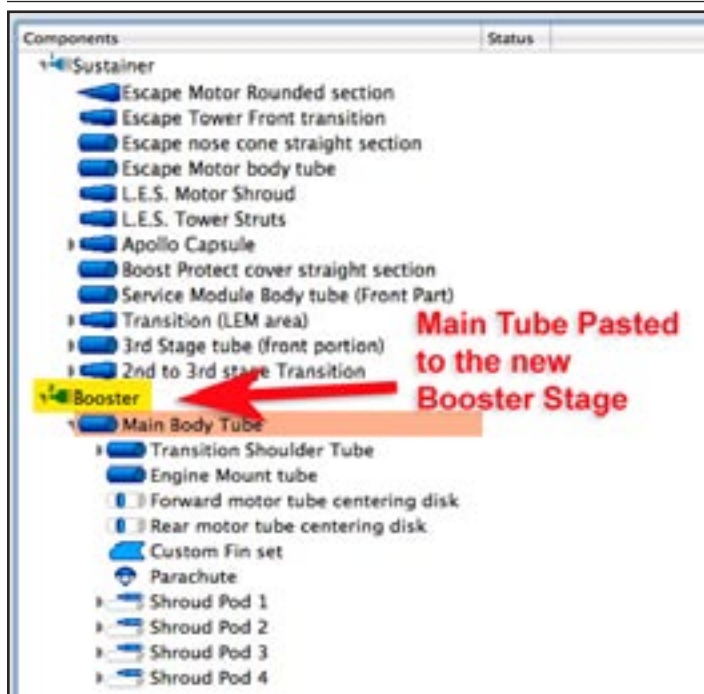 Components Status
Sustainer
Escape Motor Rounded section
Escape Tower Front transition
Escape nose cone straight section
Escape Motor body tube
L.E.S. Motor Shroud
L.E.S. Tower Struts
Apollo Capsule
Boost Protect cover straight section
Service Module Body tube (Front Part)
Transition (LEM area)
3rd Stage tube (front portion)
2nd to 3rd stage Transition
Main Tube Pasted
to the new
Booster Stage
Booster
Main Body Tube
Transition Shoulder Tube
Engine Mount tube
Forward motor tube centering disk
Rear motor tube centering disk
Custom Fin set
Parachute
Shroud Pod 1
Shroud Pod 2
Shroud Pod 3
Shroud Pod 4